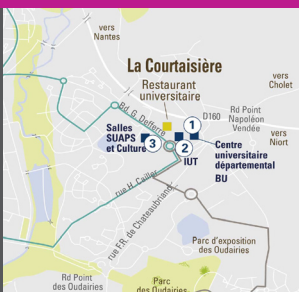 vers
Nantes
La Courtaisière
vers
Cholet
Restaurant
universitaire
Bd. G. Defferre
D160
Rd Point
Napoléon
Vendée
1
vers
Niort
Salles
SUAPS
et Culture
3
2
IUT
Centre
universitaire
départemental
BU
rue H. Cailler
rue F.R. de Chateaubriand
Parc d'exposition
des Oudairies
Rd Point
des Oudairies
Parc
des Oudairies